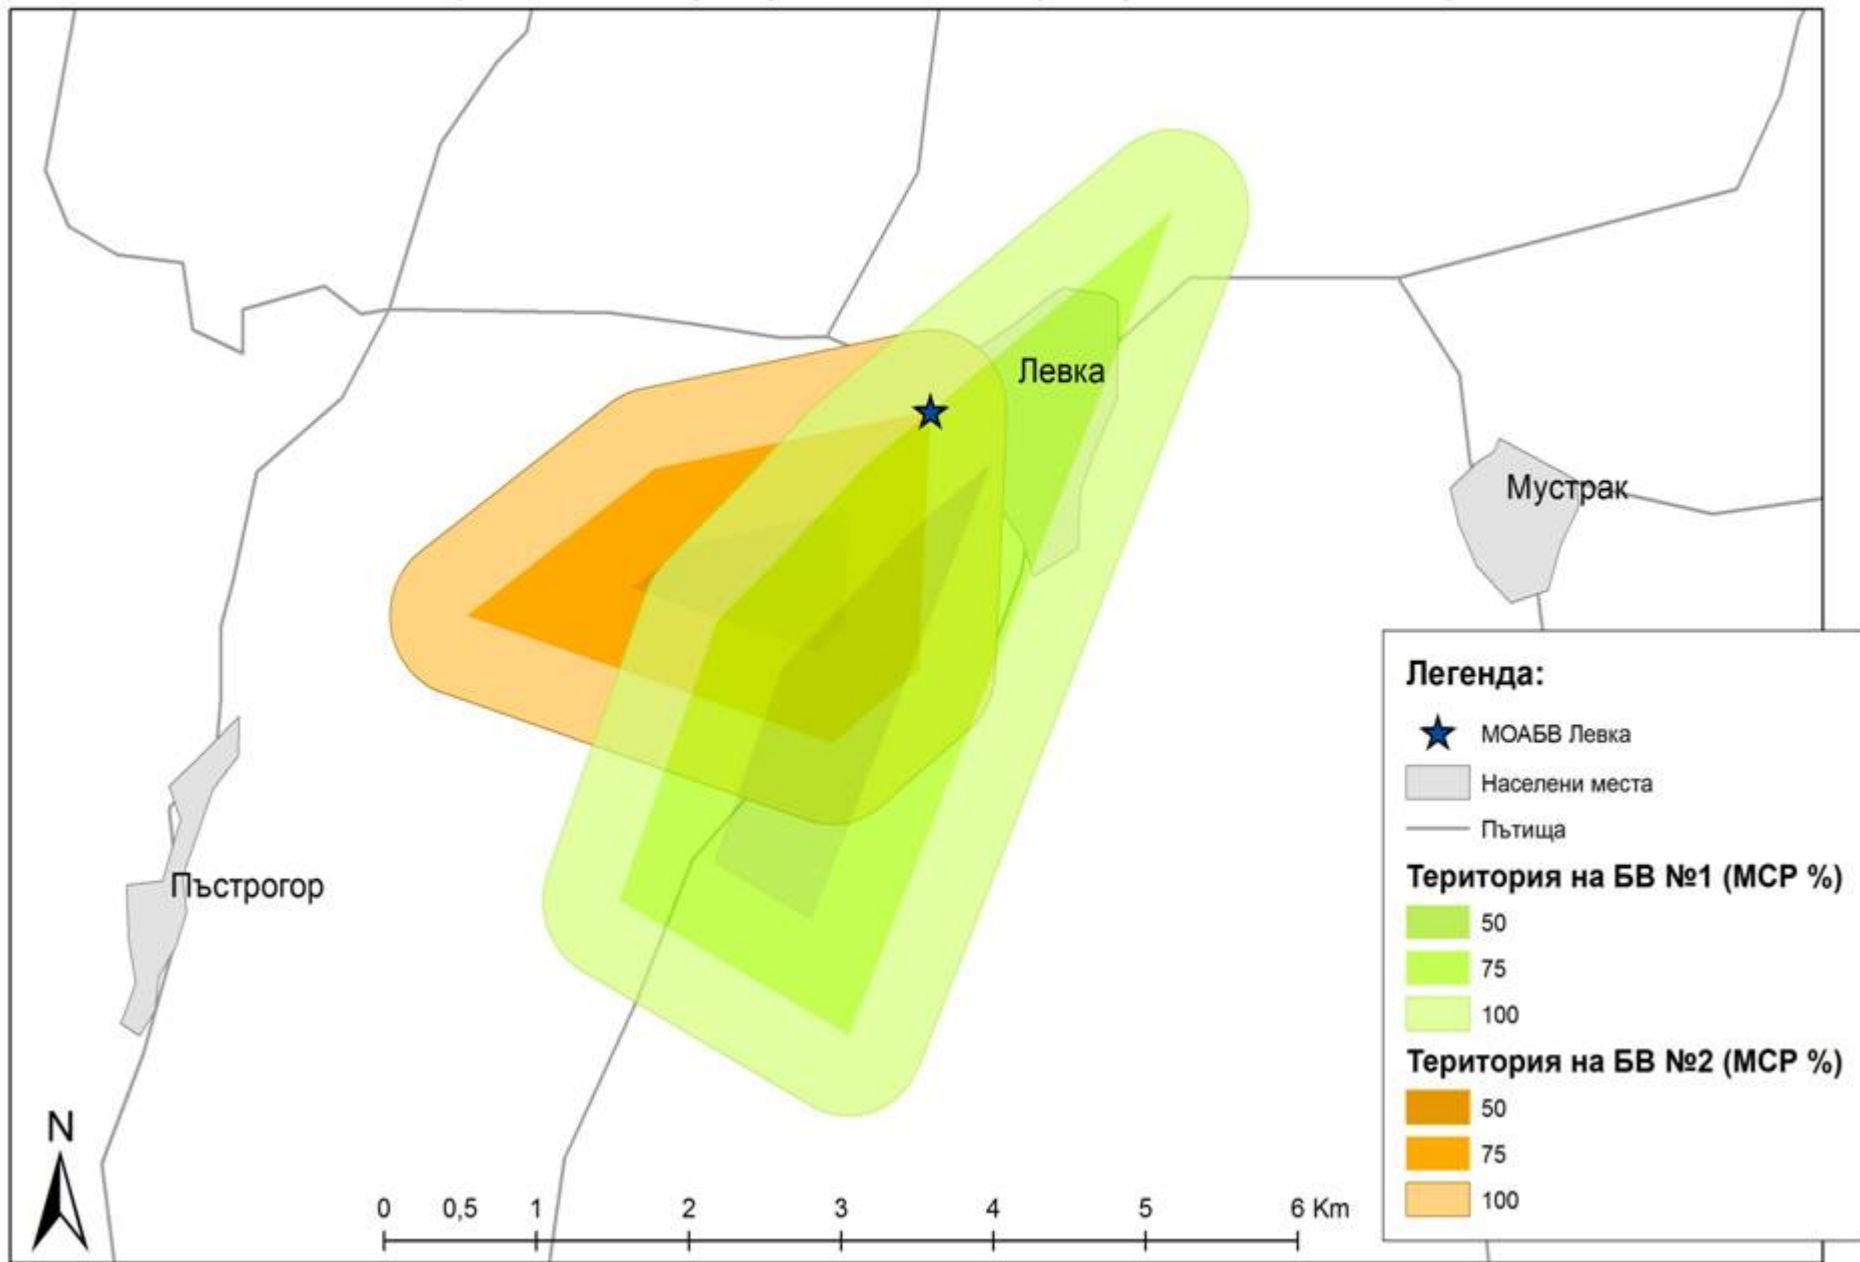 Левка
Мустрак
Пъстрогор
N
0 0,5 1 2 3 4 5 6 Km
Легенда:
МОАБВ Левка
Населени места
Пътища
Територия на БВ №1 (МСР %)
50
75
100
Територия на БВ №2 (МСР %)
50
75
100